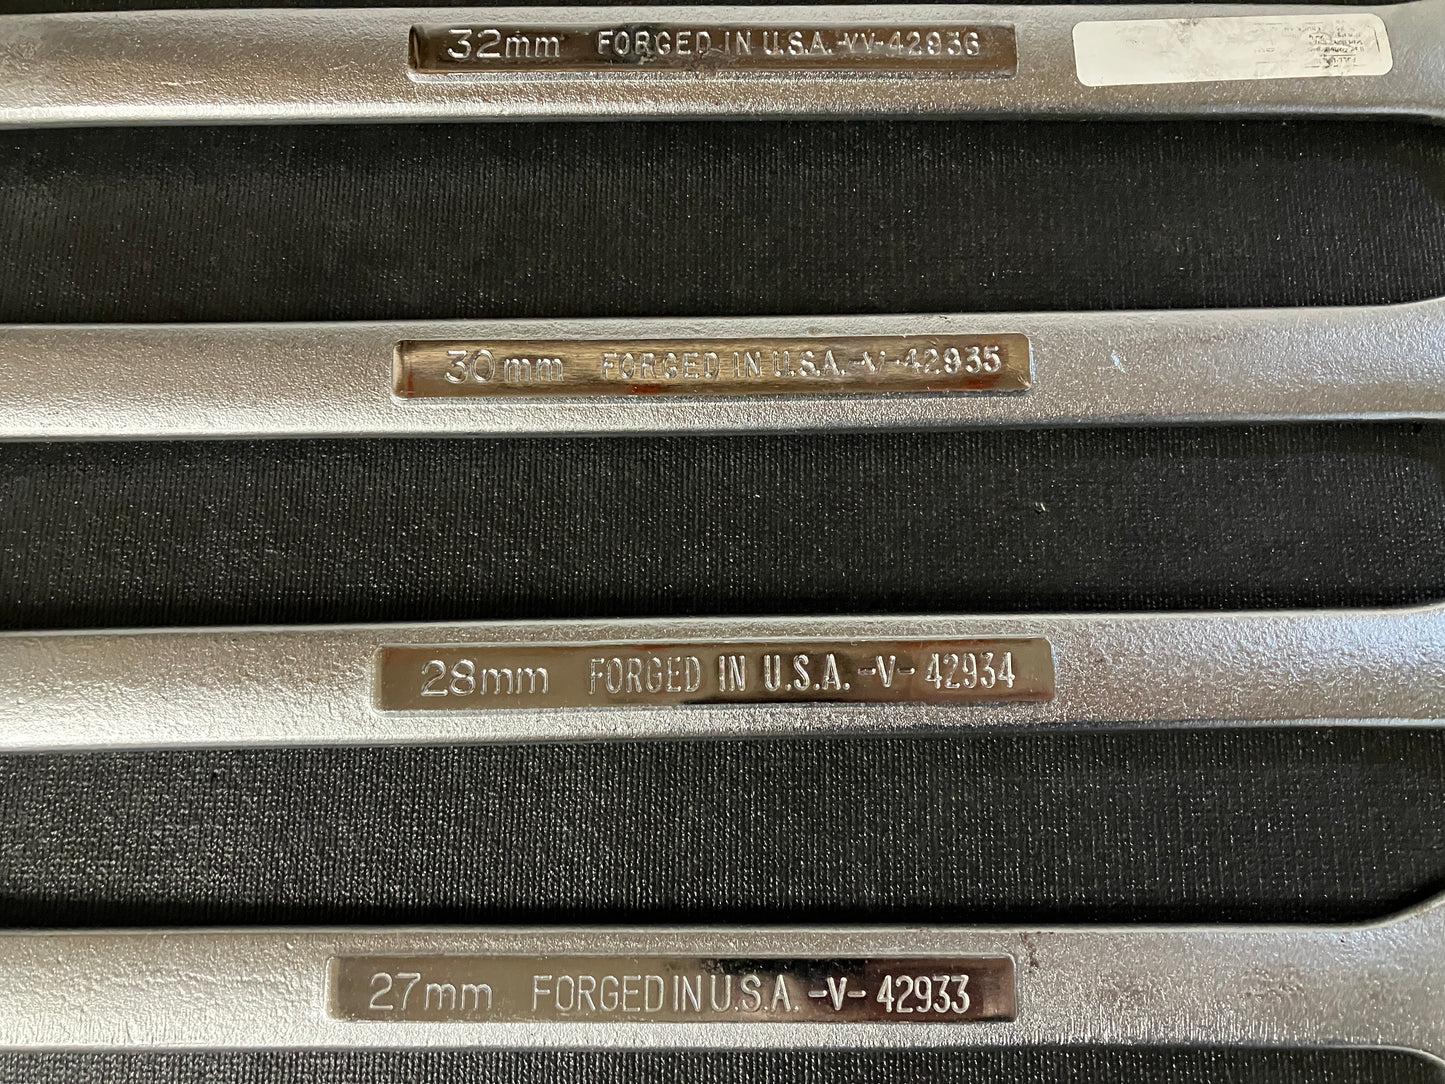 32mm FORGED IN U.S.A. -VV- 42936
30mm FORGED IN U.S.A. -V- 42935
28mm FORGED IN U.S.A. -V- 42934
27mm FORGED IN U.S.A. -V- 42933